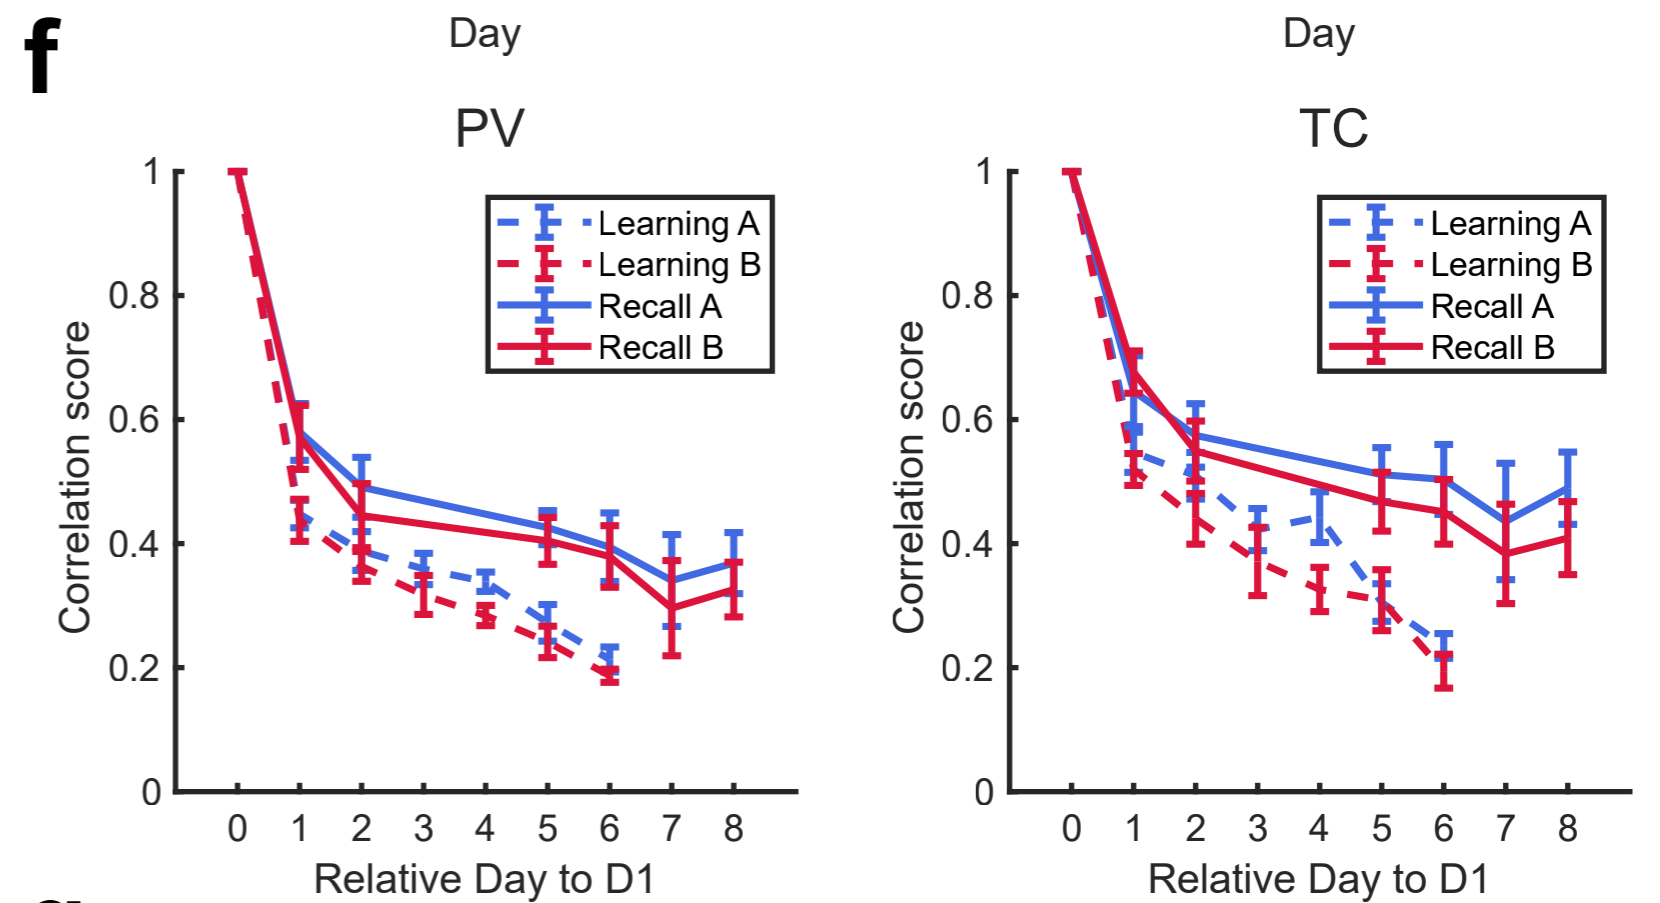 f
Day
Day
PV
TC
Correlation score
1
0.8
0.6
0.4
0.2
0
Learning A
Learning B
Recall A
Recall B
0 1 2 3 4 5 6 7 8
Relative Day to D1
Correlation score
1
0.8
0.6
0.4
0.2
0
Learning A
Learning B
Recall A
Recall B
0 1 2 3 4 5 6 7 8
Relative Day to D1